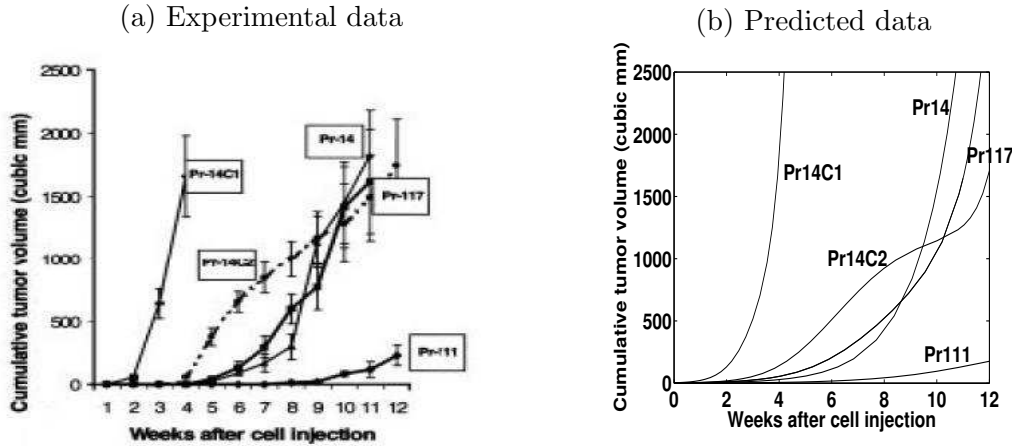 (a) Experimental data
Cumulative tumor volume (cubic mm)
2500
2000
1500
1000
500
0
Pr-14C1
Pr-14C2
Pr-14
Pr-117
Pr-111
1 2 3 4 5 6 7 8 9 10 11 12
Weeks after cell injection
(b) Predicted data
Cumulative tumor volume (cubic mm)
2500
2000
1500
1000
500
0
Pr14
Pr117
Pr14C1
Pr14C2
Pr111
0 2 4 6 8 10 12
Weeks after cell injection